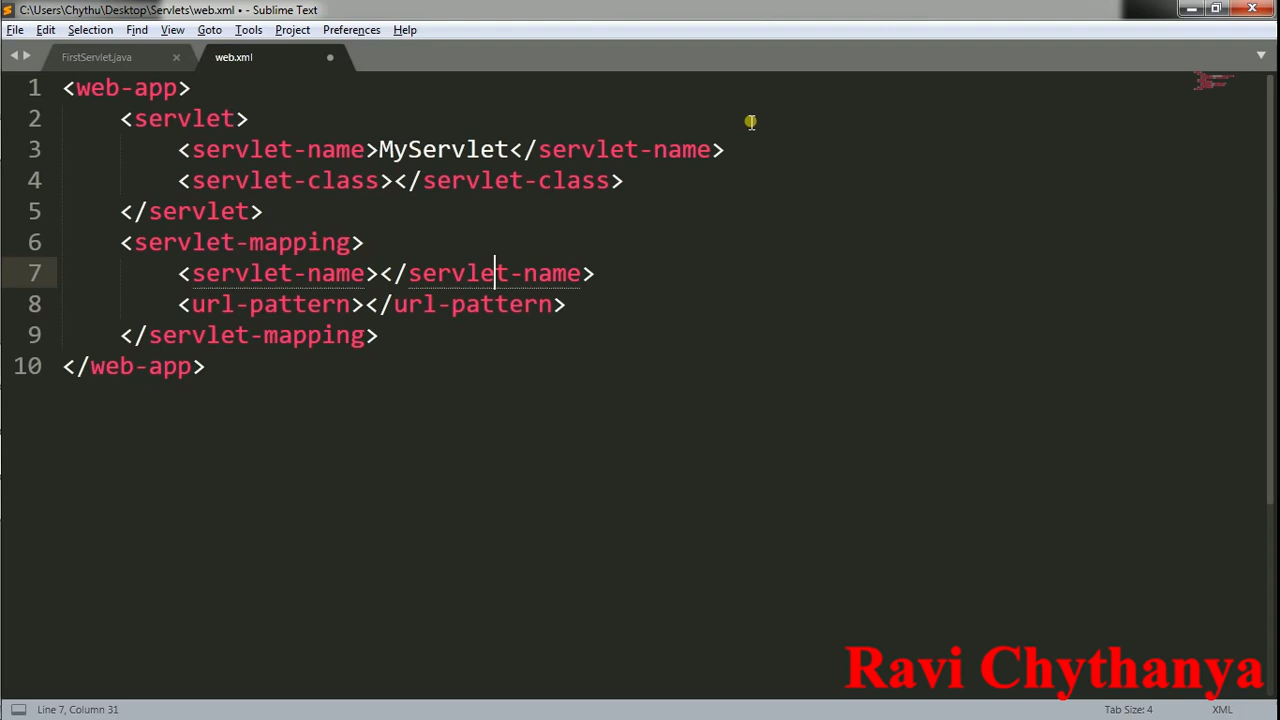 C:\Users\Chythu\Desktop\Servlets\web.xml • - Sublime Text
File Edit Selection Find View Goto Tools Project Preferences Help
FirstServlet.java × web.xml
1 <web-app>
2 <servlet>
3 <servlet-name>MyServlet</servlet-name>
4 <servlet-class></servlet-class>
5 </servlet>
6 <servlet-mapping>
7 <servlet-name></servlet-name>
8 <url-pattern></url-pattern>
9 </servlet-mapping>
10 </web-app>
Ravi Chythanya
Line 7, Column 31 Tab Size: 4 XML